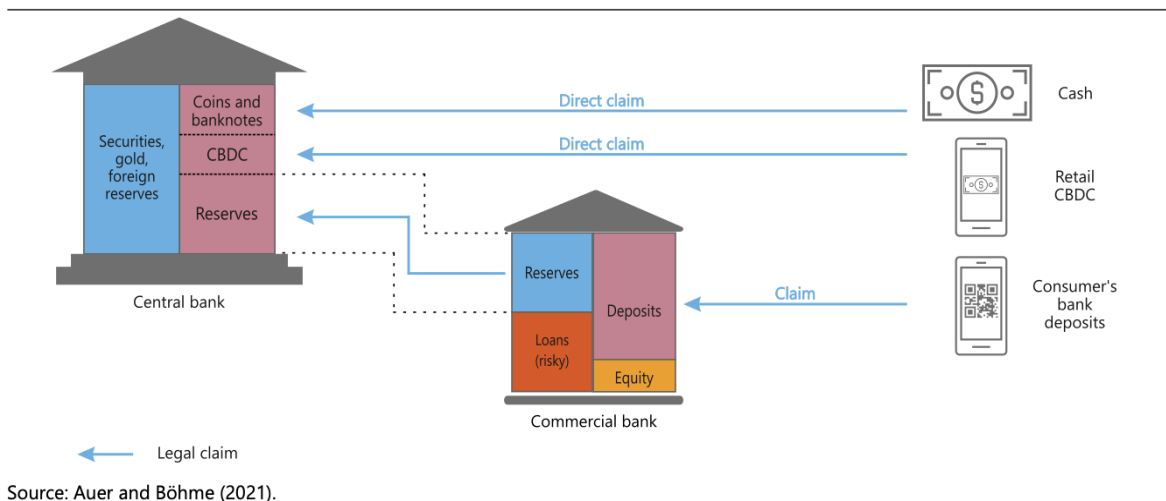 Securities,
gold,
foreign
reserves
Coins and
banknotes
CBDC
Reserves
Central bank
Direct claim
Direct claim
Claim
$
Cash
$
Retail
CBDC
Consumer's
bank
deposits
Reserves
Loans
(risky)
Deposits
Equity
Commercial bank
Legal claim
Source: Auer and Böhme (2021).